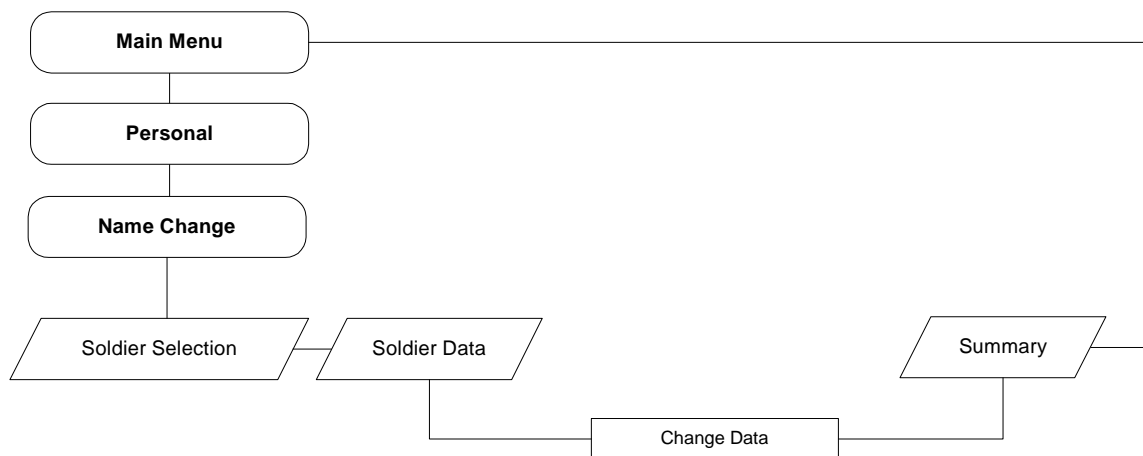 Main Menu
Personal
Name Change
Soldier Selection
Soldier Data
Summary
Change Data